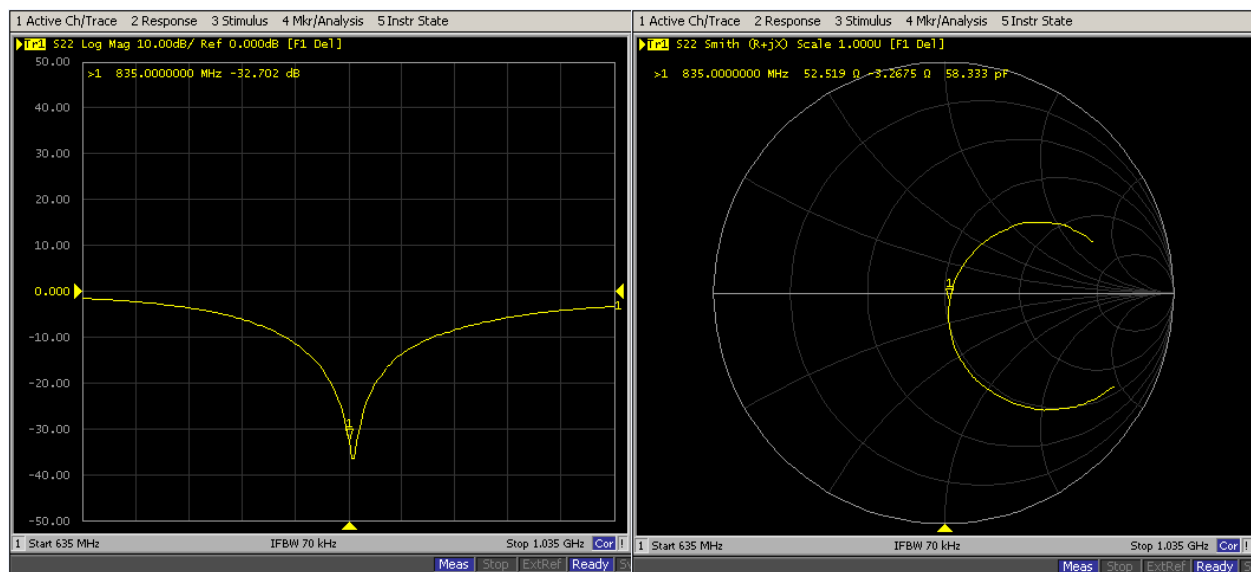 1 Active Ch/Trace 2 Response 3 Stimulus 4 Mkr/Analysis 5 Instr State
Tr1 S22 Log Mag 10.00dB/ Ref 0.000dB [F1 Del]
50.00
>1 835.0000000 MHz -32.702 dB
40.00
30.00
20.00
10.00
0.000
1
-10.00
-20.00
1
-30.00
-40.00
-50.00
1 Start 635 MHz IFBW 70 kHz Stop 1.035 GHz Cor !
Meas Stop ExtRef Ready
1 Active Ch/Trace 2 Response 3 Stimulus 4 Mkr/Analysis 5 Instr State
Tr1 S22 Smith (R+jX) Scale 1.000U [F1 Del]
>1 835.0000000 MHz 52.519 Ω -3.2675 Ω 58.333 pF
1
1 Start 635 MHz IFBW 70 kHz Stop 1.035 GHz Cor !
Meas Stop ExtRef Ready